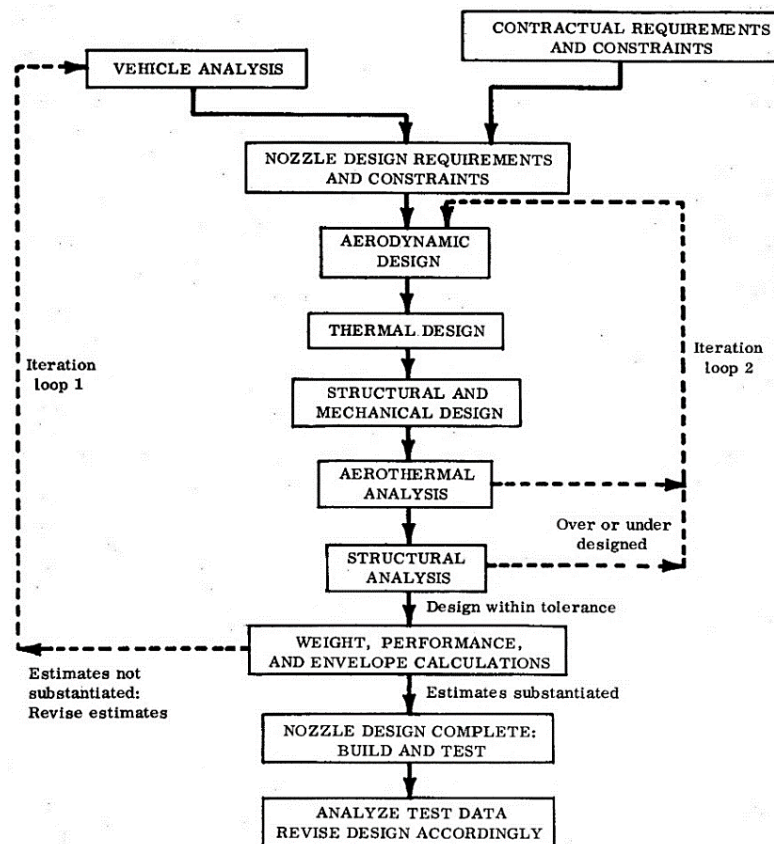 CONTRACTUAL REQUIREMENTS
AND CONSTRAINTS
VEHICLE ANALYSIS
NOZZLE DESIGN REQUIREMENTS
AND CONSTRAINTS
AERODYNAMIC
DESIGN
THERMAL DESIGN
Iteration
loop 1
Iteration
loop 2
STRUCTURAL AND
MECHANICAL DESIGN
AEROTHERMAL
ANALYSIS
Over or under
designed
STRUCTURAL
ANALYSIS
Design within tolerance
WEIGHT, PERFORMANCE,
AND ENVELOPE CALCULATIONS
Estimates not
substantiated:
Revise estimates
Estimates substantiated
NOZZLE DESIGN COMPLETE:
BUILD AND TEST
ANALYZE TEST DATA
REVISE DESIGN ACCORDINGLY